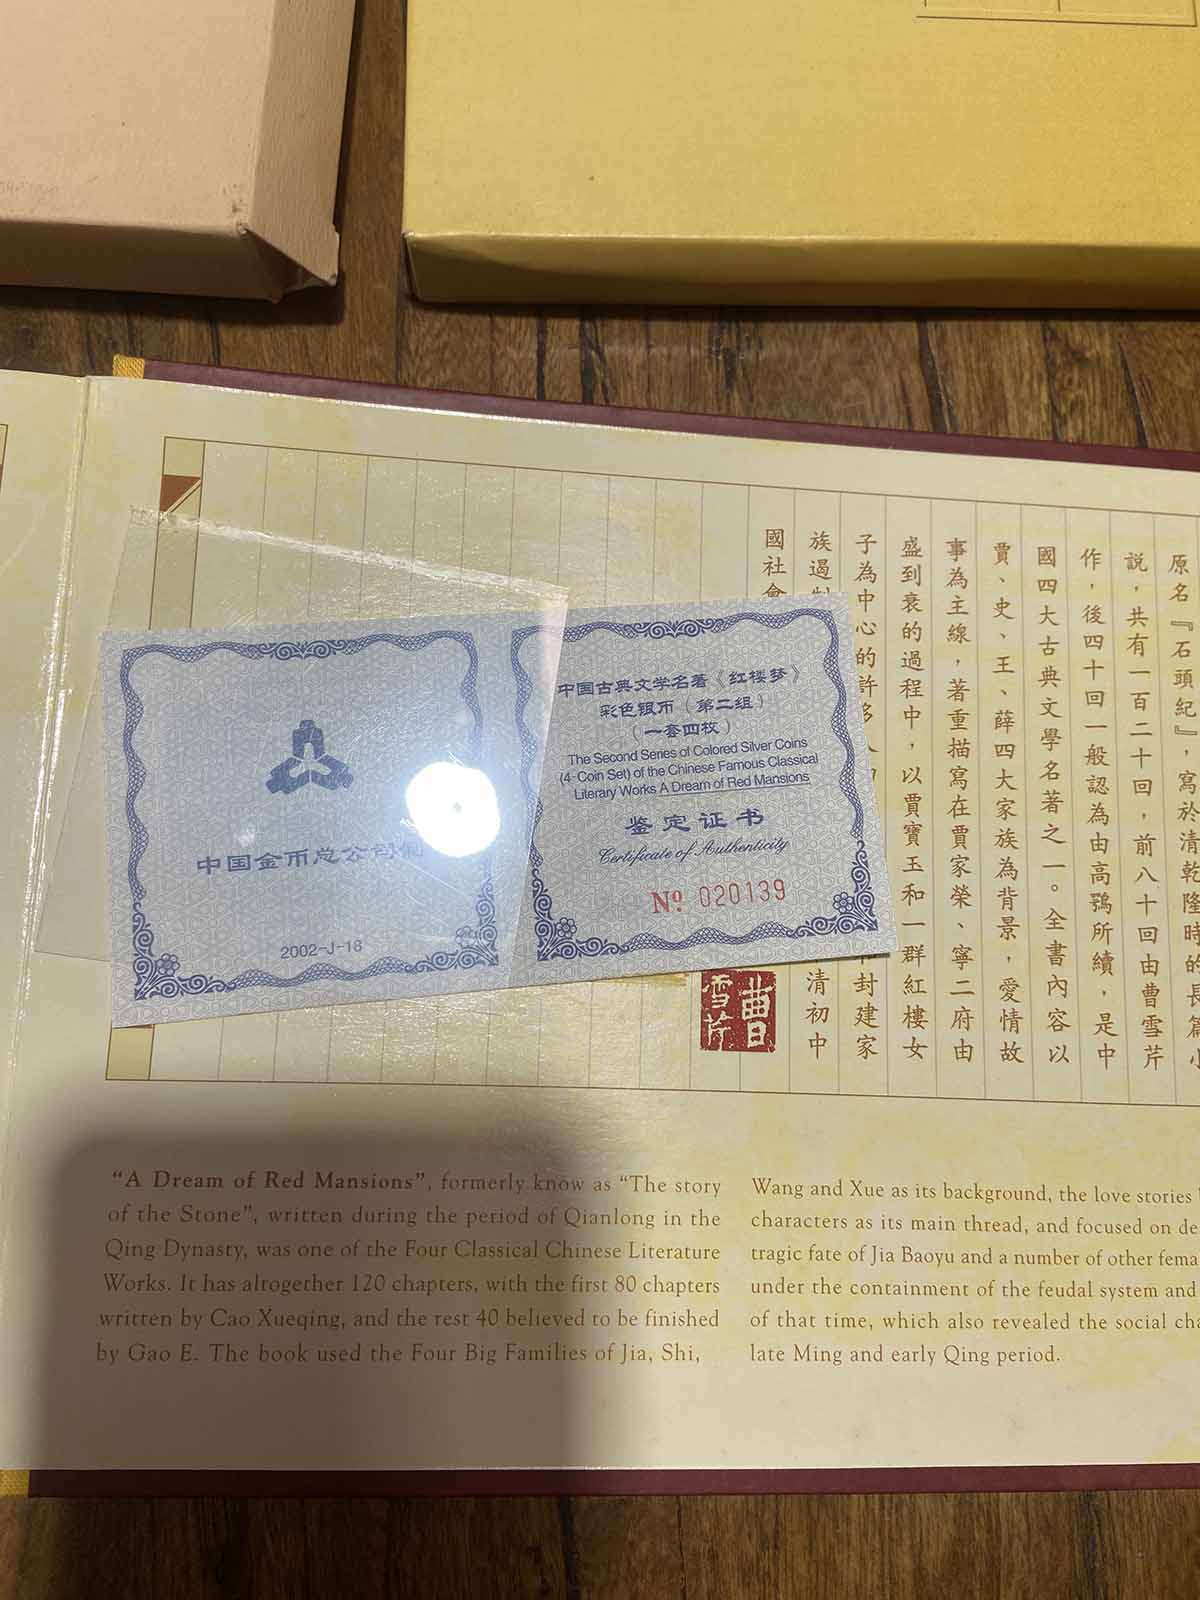 中国金币总公司
2002-J-16
中国古典文学名著《红楼梦》
彩色银币（第二组）
（一套四枚）
The Second Series of Colored Silver Coins
(4-Coin Set) of the Chinese Famous Classical
Literary Works A Dream of Red Mansions
鉴定证书
Certificate of Authenticity
Nº 020139
原名『石頭紀』，寫於清乾隆時的長篇小
説，共有一百二十回，前八十回由曹雪芹
作，後四十回一般認為由高鶚所續，是中
國四大古典文學名著之一。全書內容以
賈、史、王、薛四大家族為背景，愛情故
事為主線，著重描寫在賈家榮、寧二府由
盛到衰的過程中，以賈寶玉和一群紅樓女
子為中心的許多人 封建家
族遏 清初中
國社會
曹雪芹
“A Dream of Red Mansions”, formerly know as “The story
of the Stone”, written during the period of Qianlong in the
Qing Dynasty, was one of the Four Classical Chinese Literature
Works. It has altogether 120 chapters, with the first 80 chapters
written by Cao Xueqing, and the rest 40 believed to be finished
by Gao E. The book used the Four Big Families of Jia, Shi,
Wang and Xue as its background, the love stories
characters as its main thread, and focused on de
tragic fate of Jia Baoyu and a number of other fema
under the containment of the feudal system and
of that time, which also revealed the social cha
late Ming and early Qing period.